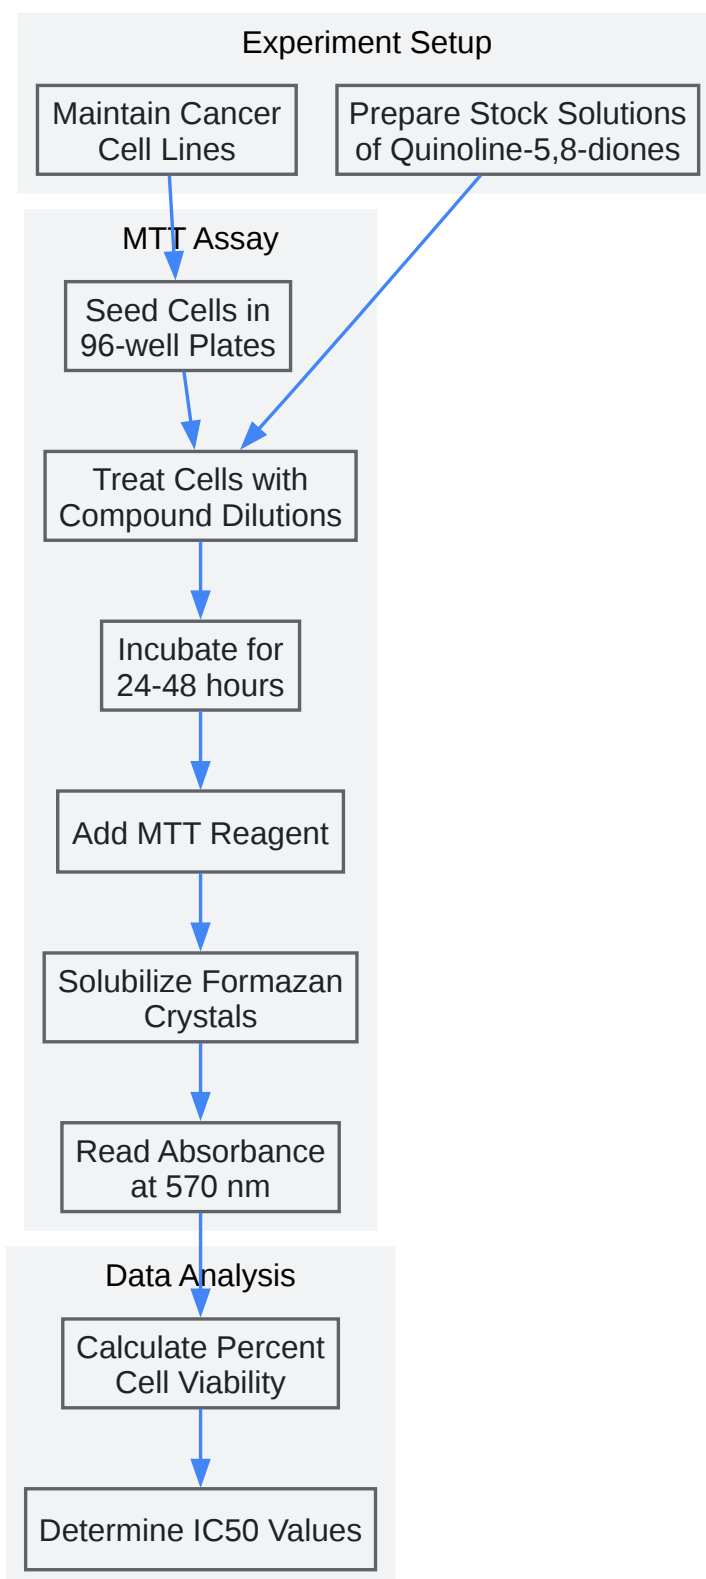 Experiment Setup
Maintain Cancer
Cell Lines
Prepare Stock Solutions
of Quinoline-5,8-diones
MTT Assay
Seed Cells in
96-well Plates
Treat Cells with
Compound Dilutions
Incubate for
24-48 hours
Add MTT Reagent
Solubilize Formazan
Crystals
Read Absorbance
at 570 nm
Data Analysis
Calculate Percent
Cell Viability
Determine IC50 Values